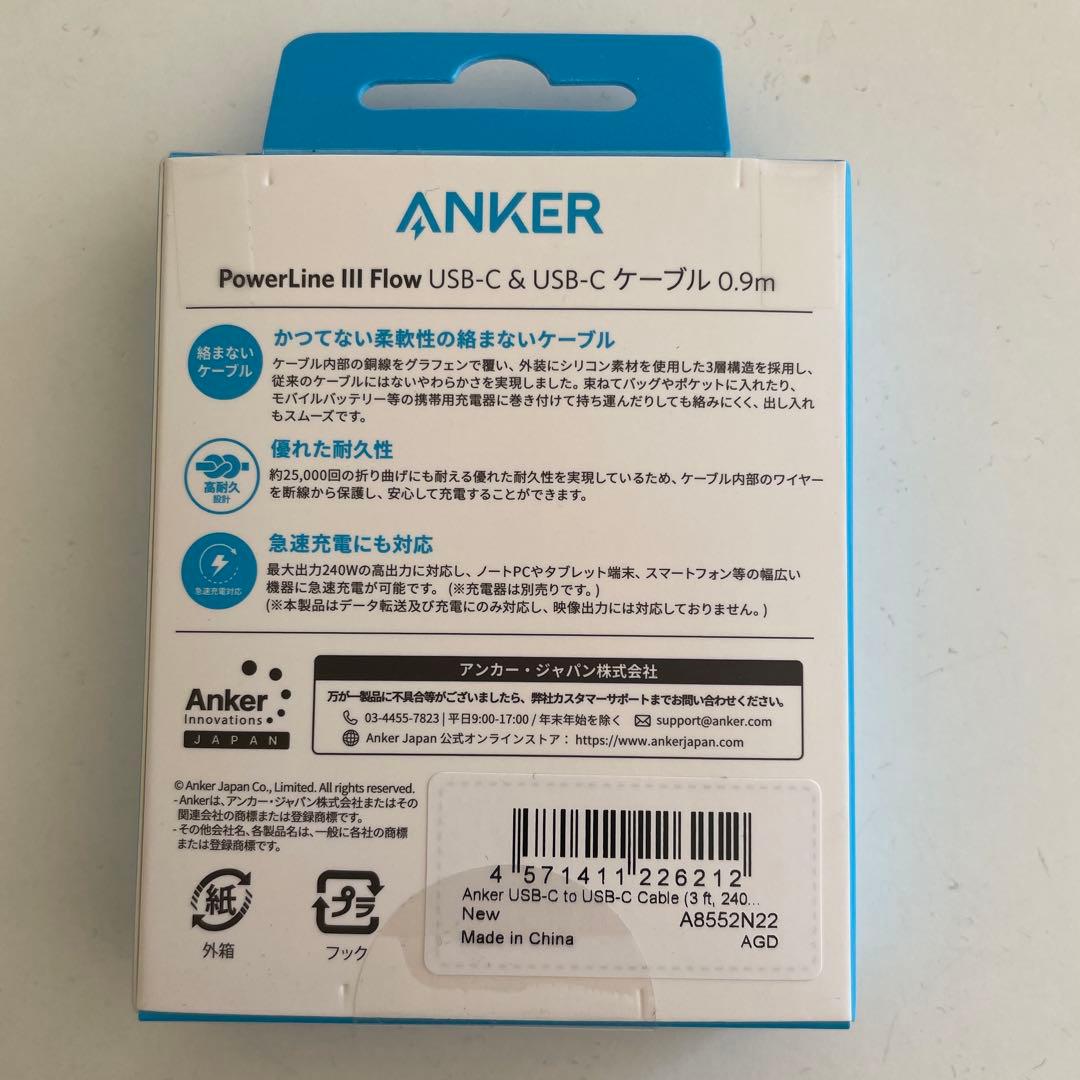 ANKER
PowerLine III Flow USB-C & USB-C ケーブル 0.9m
絡まない
ケーブル
かつてない柔軟性の絡まないケーブル
ケーブル内部の銅線をグラフェンで覆い、外装にシリコン素材を使用した3層構造を採用し、
従来のケーブルにはないやわらかさを実現しました。束ねてバッグやポケットに入れたり、
モバイルバッテリー等の携帯用充電器に巻き付けて持ち運んだりしても絡みにくく、出し入れ
もスムーズです。
高耐久
設計
優れた耐久性
約25,000回の折り曲げにも耐える優れた耐久性を実現しているため、ケーブル内部のワイヤー
を断線から保護し、安心して充電することができます。
急速充電対応
急速充電にも対応
最大出力240Wの高出力に対応し、ノートPCやタブレット端末、スマートフォン等の幅広い
機器に急速充電が可能です。(※充電器は別売りです。)
(※本製品はデータ転送及び充電にのみ対応し、映像出力には対応しておりません。)
Anker
Innovations
JAPAN
アンカー・ジャパン株式会社
万が一製品に不具合等がございましたら、弊社カスタマーサポートまでお問い合わせください。
03-4455-7823 | 平日9:00-17:00 / 年末年始を除く support@anker.com
Anker Japan 公式オンラインストア: https://www.ankerjapan.com
© Anker Japan Co., Limited. All rights reserved.
- Ankerは、アンカー・ジャパン株式会社またはその
関連会社の商標または登録商標です。
- その他会社名、各製品名は、一般に各社の商標
または登録商標です。
紙
外箱
プラ
フック
4 571411 226212
Anker USB-C to USB-C Cable (3 ft, 240...
New A8552N22
Made in China AGD